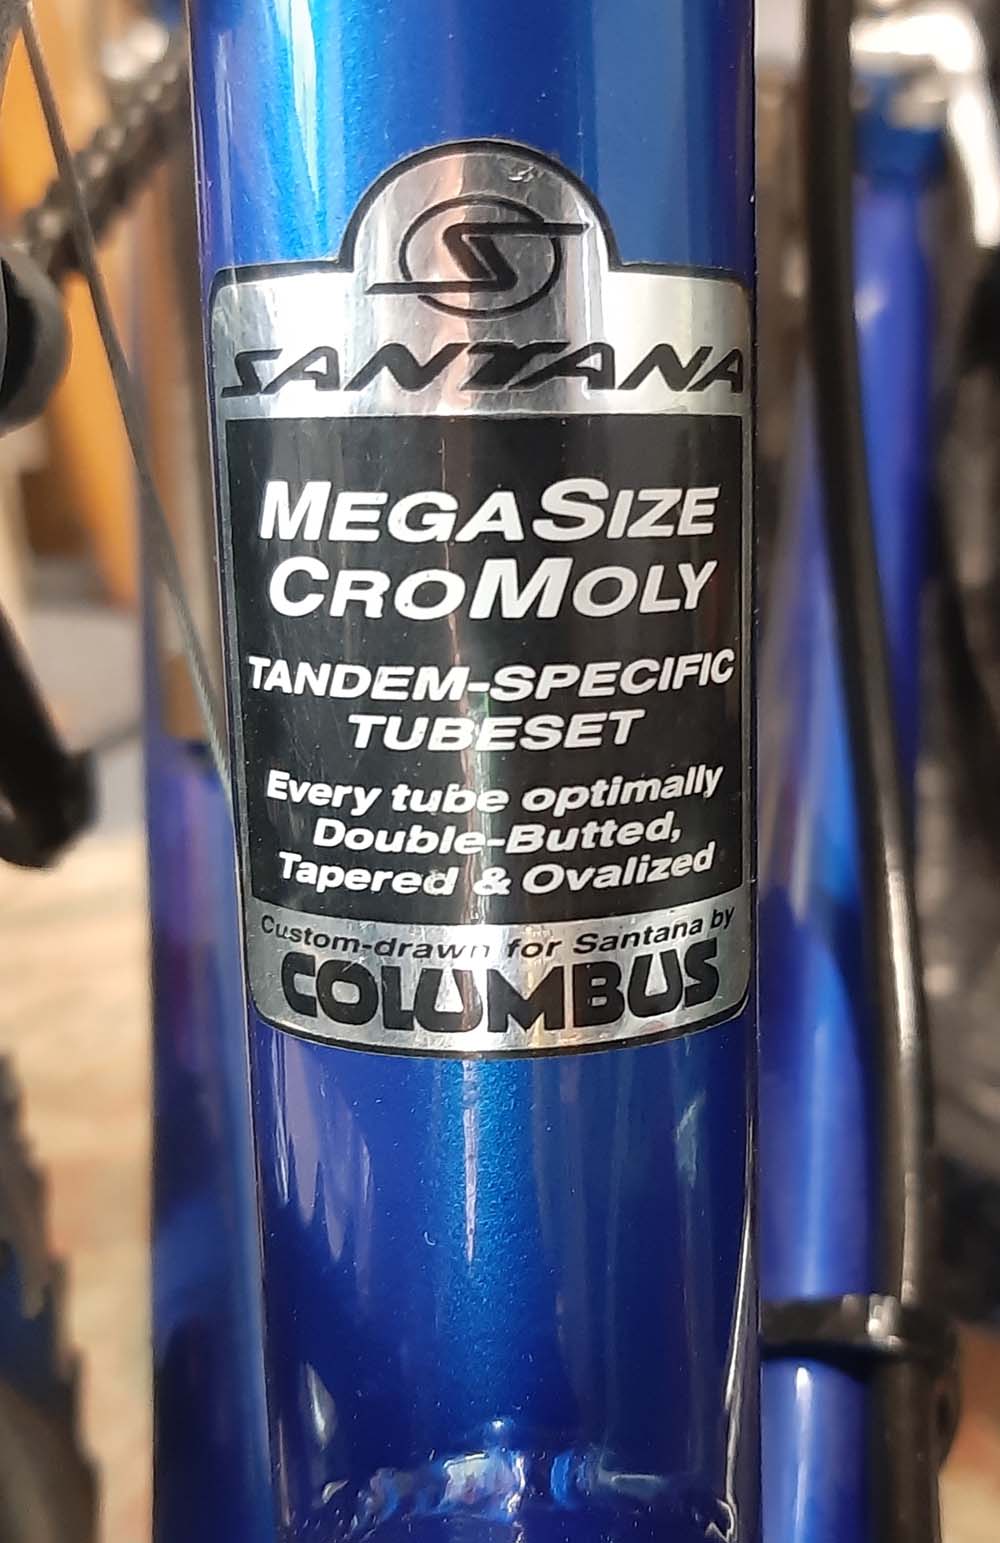 SANTANA
MEGASIZE
CROMOLY
TANDEM-SPECIFIC
TUBESET
Every tube optimally
Double-Butted,
Tapered & Ovalized
Custom-drawn for Santana by
COLUMBUS